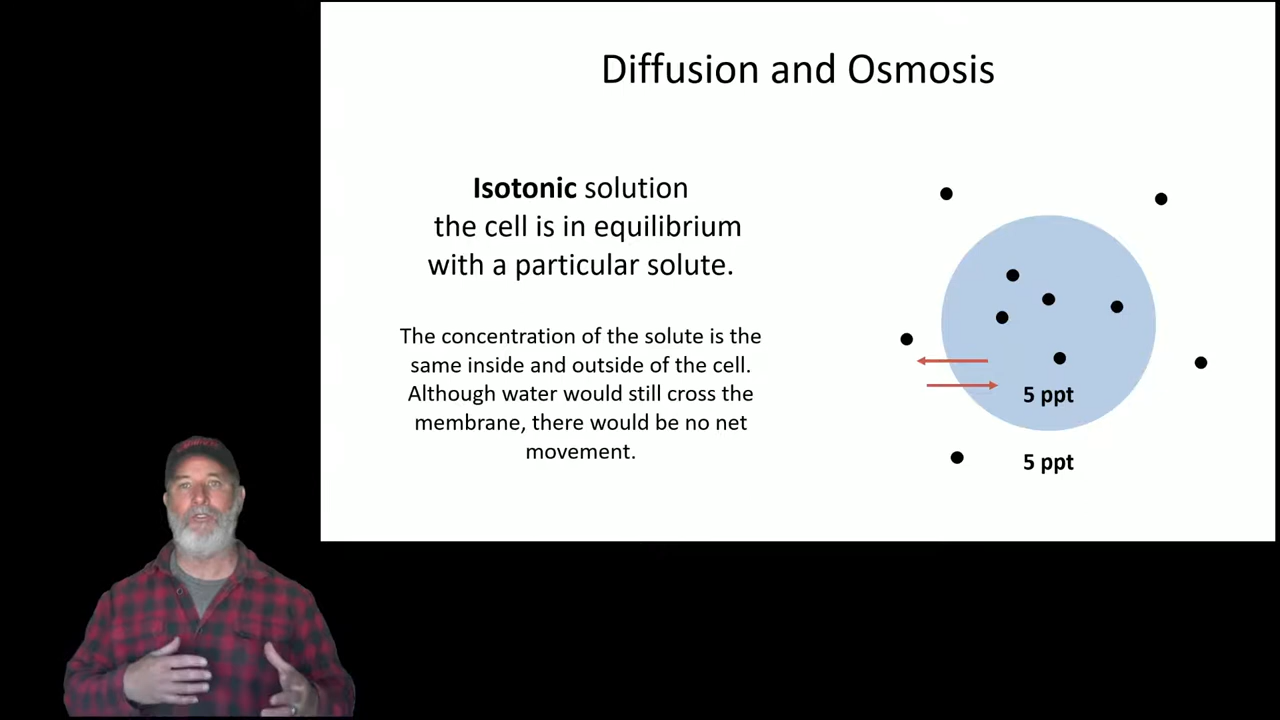 Diffusion and Osmosis
Isotonic solution
the cell is in equilibrium
with a particular solute.
The concentration of the solute is the
same inside and outside of the cell.
Although water would still cross the
membrane, there would be no net
movement.
5 ppt
5 ppt